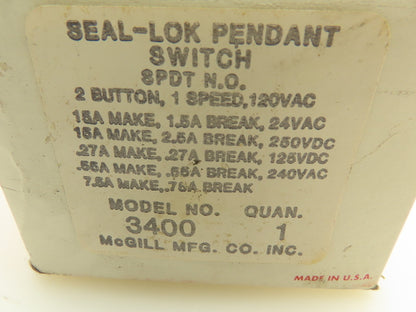 SEAL-LOK PENDANT
SWITCH
SPDT N.O.
2 BUTTON, 1 SPEED, 120VAC
15A MAKE, 1.5A BREAK, 24VAC
15A MAKE, 2.5A BREAK, 250VDC
.27A MAKE, .27A BREAK, 125VDC
.55A MAKE, .55A BREAK, 240VAC
7.5A MAKE, .75A BREAK
MODEL NO. QUAN.
3400 1
McGILL MFG. CO. INC.
MADE IN U.S.A.